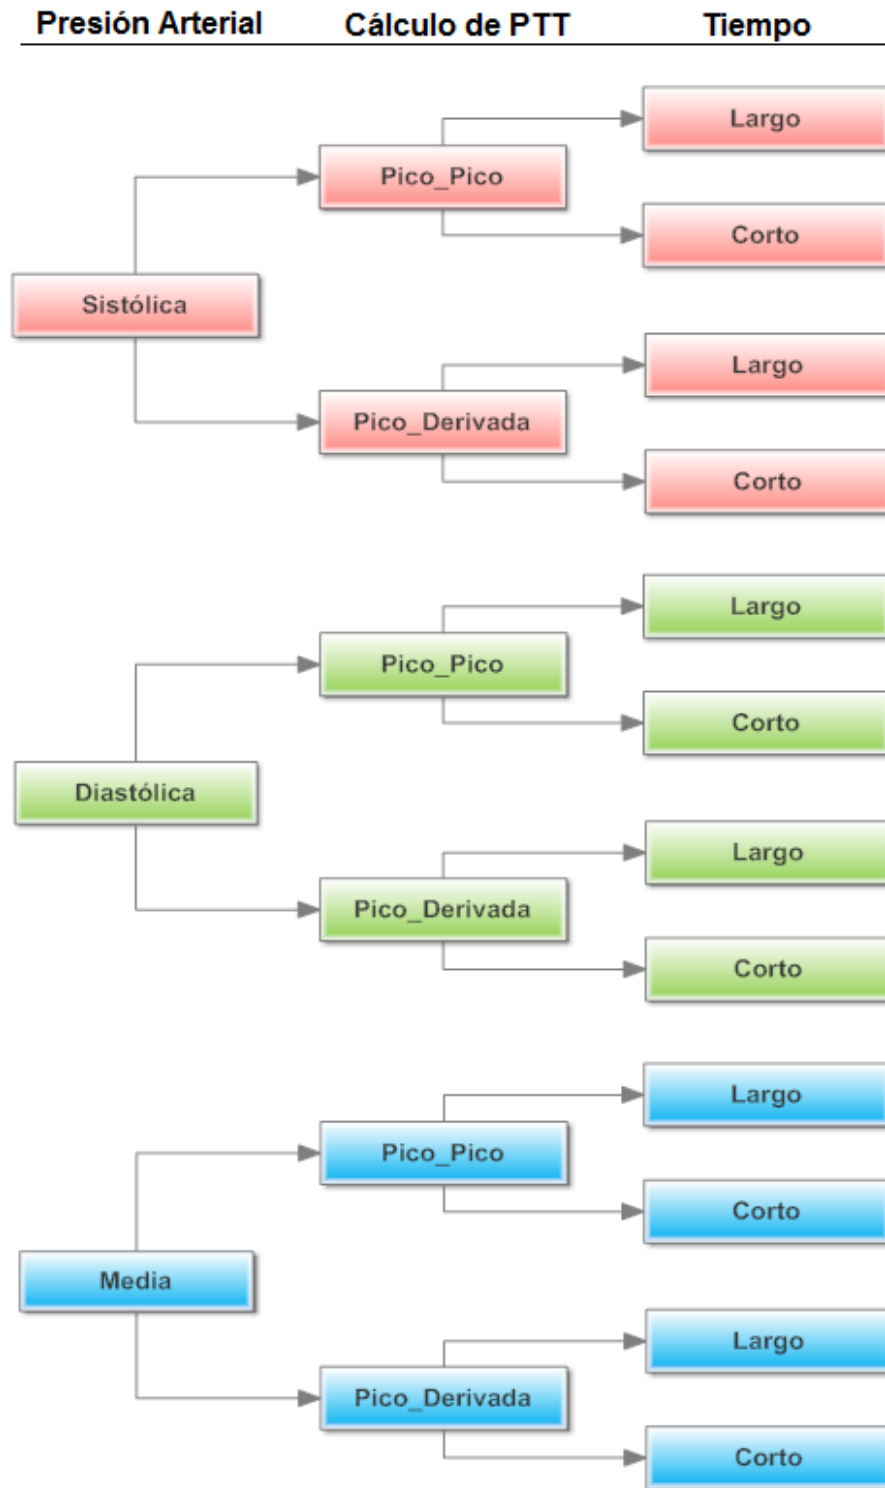 Presión Arterial Cálculo de PTT Tiempo
Largo
Pico_Pico
Corto
Sistólica
Largo
Pico_Derivada
Corto
Largo
Pico_Pico
Corto
Diastólica
Largo
Pico_Derivada
Corto
Largo
Pico_Pico
Corto
Media
Largo
Pico_Derivada
Corto